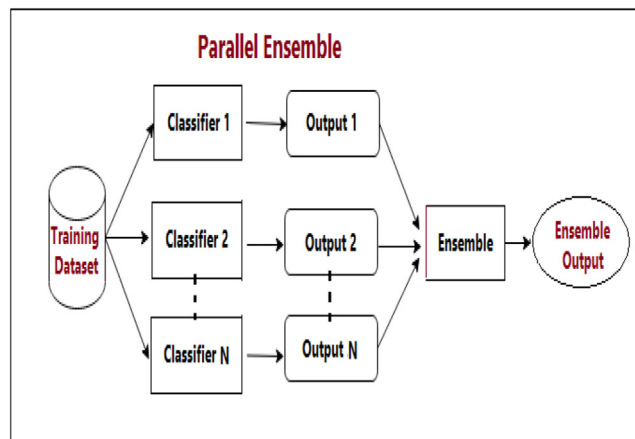 Parallel Ensemble
Classifier 1
Output 1
Training
Dataset
Classifier 2
Output 2
Ensemble
Ensemble
Output
Classifier N
Output N